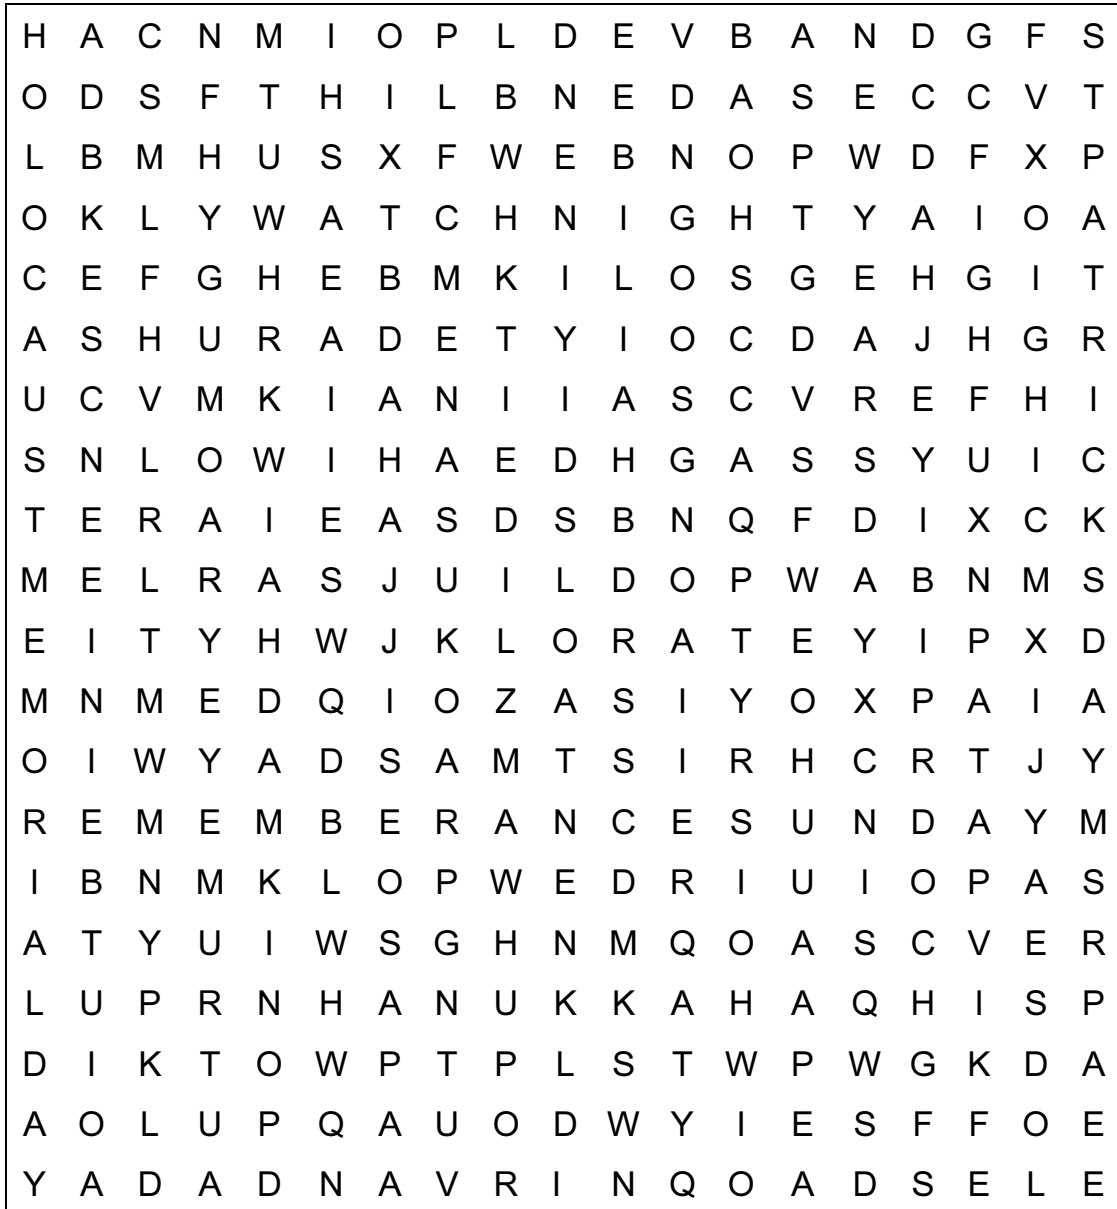 H A C N M I O P L D E V B A N D G F S
O D S F T H I L B N E D A S E C C V T
L B M H U S X F W E B N O P W D F X P
O K L Y W A T C H N I G H T Y A I O A
C E F G H E B M K I L O S G E H G I T
A S H U R A D E T Y I O C D A J H G R
U C V M K I A N I I A S C V R E F H I
S N L O W I H A E D H G A S S Y U I C
T E R A I E A S D S B N Q F D I X C K
M E L R A S J U I L D O P W A B N M S
E I T Y H W J K L O R A T E Y I P X D
M N M E D Q I O Z A S I Y O X P A I A
O I W Y A D S A M T S I R H C R T J Y
R E M E M B E R A N C E S U N D A Y M
I B N M K L O P W E D R I U I O P A S
A T Y U I W S G H N M Q O A S C V E R
L U P R N H A N U K K A H A Q H I S P
D I K T O W P T P L S T W P W G K D A
A O L U P Q A U O D W Y I E S F F O E
Y A D A D N A V R I N Q O A D S E L E